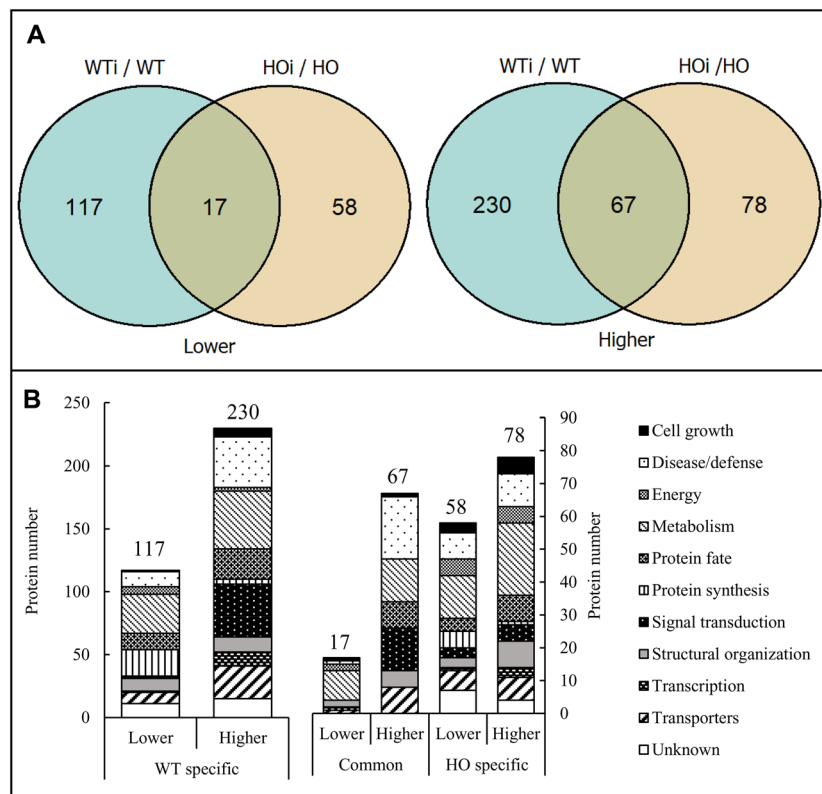 A
WTi / WT
HOi / HO
117
17
58
Lower
WTi / WT
HOi /HO
230
67
78
Higher
B
Protein number
250
200
150
100
50
0
117
230
Lower
Higher
WT specific
17
67
58
78
Lower
Higher
Lower
Higher
Common
HO specific
90
80
70
60
50
40
30
20
10
0
Protein number
Cell growth
Disease/defense
Energy
Metabolism
Protein fate
Protein synthesis
Signal transduction
Structural organization
Transcription
Transporters
Unknown